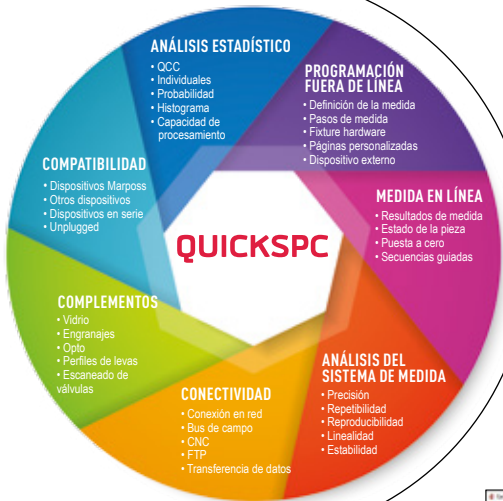 ANÁLISIS ESTADÍSTICO
• QCC
• Individuales
• Probabilidad
• Histograma
• Capacidad de
procesamiento
PROGRAMACIÓN
FUERA DE LÍNEA
• Definición de la medida
• Pasos de medida
• Fixture hardware
• Páginas personalizadas
• Dispositivo externo
MEDIDA EN LÍNEA
• Resultados de medida
• Estado de la pieza
• Puesta a cero
• Secuencias guiadas
ANÁLISIS DEL
SISTEMA DE MEDIDA
• Precisión
• Repetibilidad
• Reproducibilidad
• Linealidad
• Estabilidad
CONECTIVIDAD
• Conexión en red
• Bus de campo
• CNC
• FTP
• Transferencia de datos
COMPLEMENTOS
• Vidrio
• Engranajes
• Opto
• Perfiles de levas
• Escaneado de
válvulas
COMPATIBILIDAD
• Dispositivos Marposs
• Otros dispositivos
• Dispositivos en serie
• Unplugged
QUICKSPC